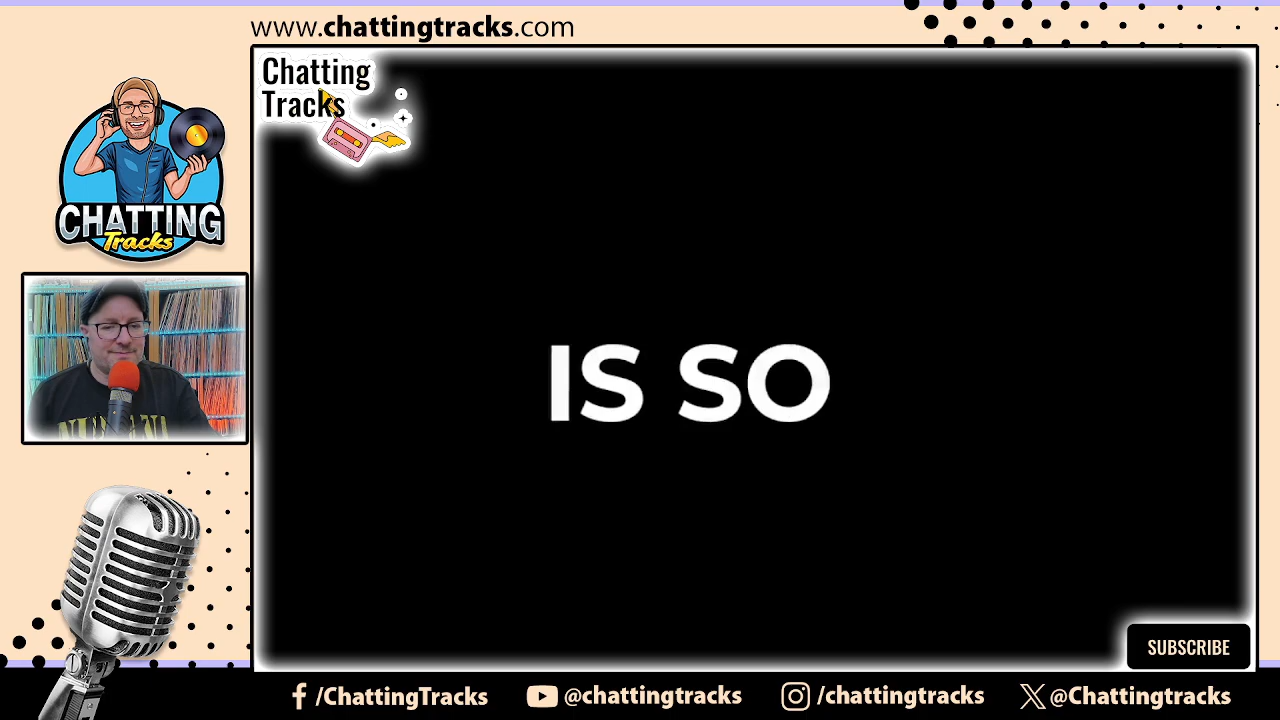 www.chattingtracks.com
Chatting
Tracks
CHATTING
Tracks
IS SO
SUBSCRIBE
/ChattingTracks
@chattingtracks
/chattingtracks
@Chattingtracks